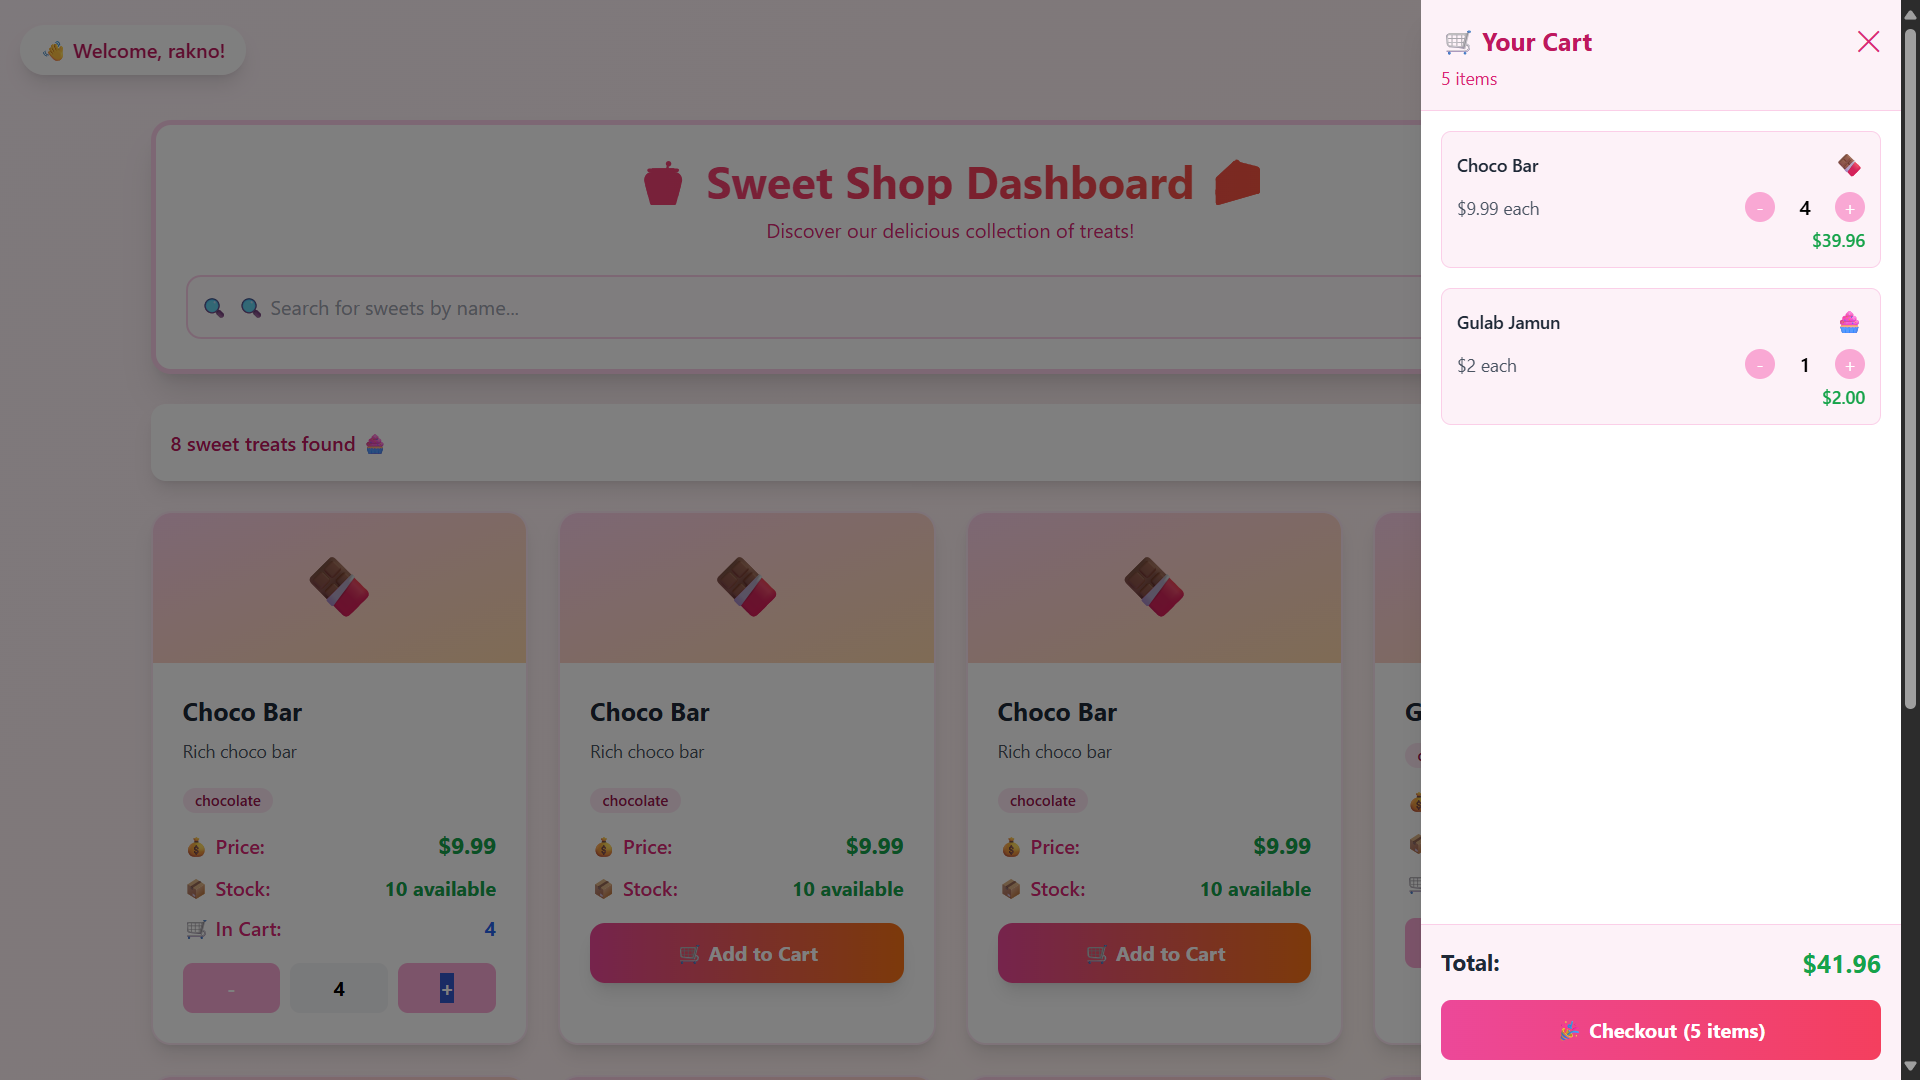 👋 Welcome, rakno!
Sweet Shop Dashboard
Discover our delicious collection of treats!
🔍 🔍 Search for sweets by name...
8 sweet treats found 🧁
Choco Bar
Rich choco bar
chocolate
💰 Price: $9.99
📦 Stock: 10 available
🛒 In Cart: 4
- 4 +
Choco Bar
Rich choco bar
chocolate
💰 Price: $9.99
📦 Stock: 10 available
🛒 Add to Cart
Choco Bar
Rich choco bar
chocolate
💰 Price: $9.99
📦 Stock: 10 available
🛒 Add to Cart
G
🛒 Your Cart
5 items
Choco Bar 🍫
$9.99 each - 4 +
$39.96
Gulab Jamun 🧁
$2 each - 1 +
$2.00
Total: $41.96
🎉 Checkout (5 items)